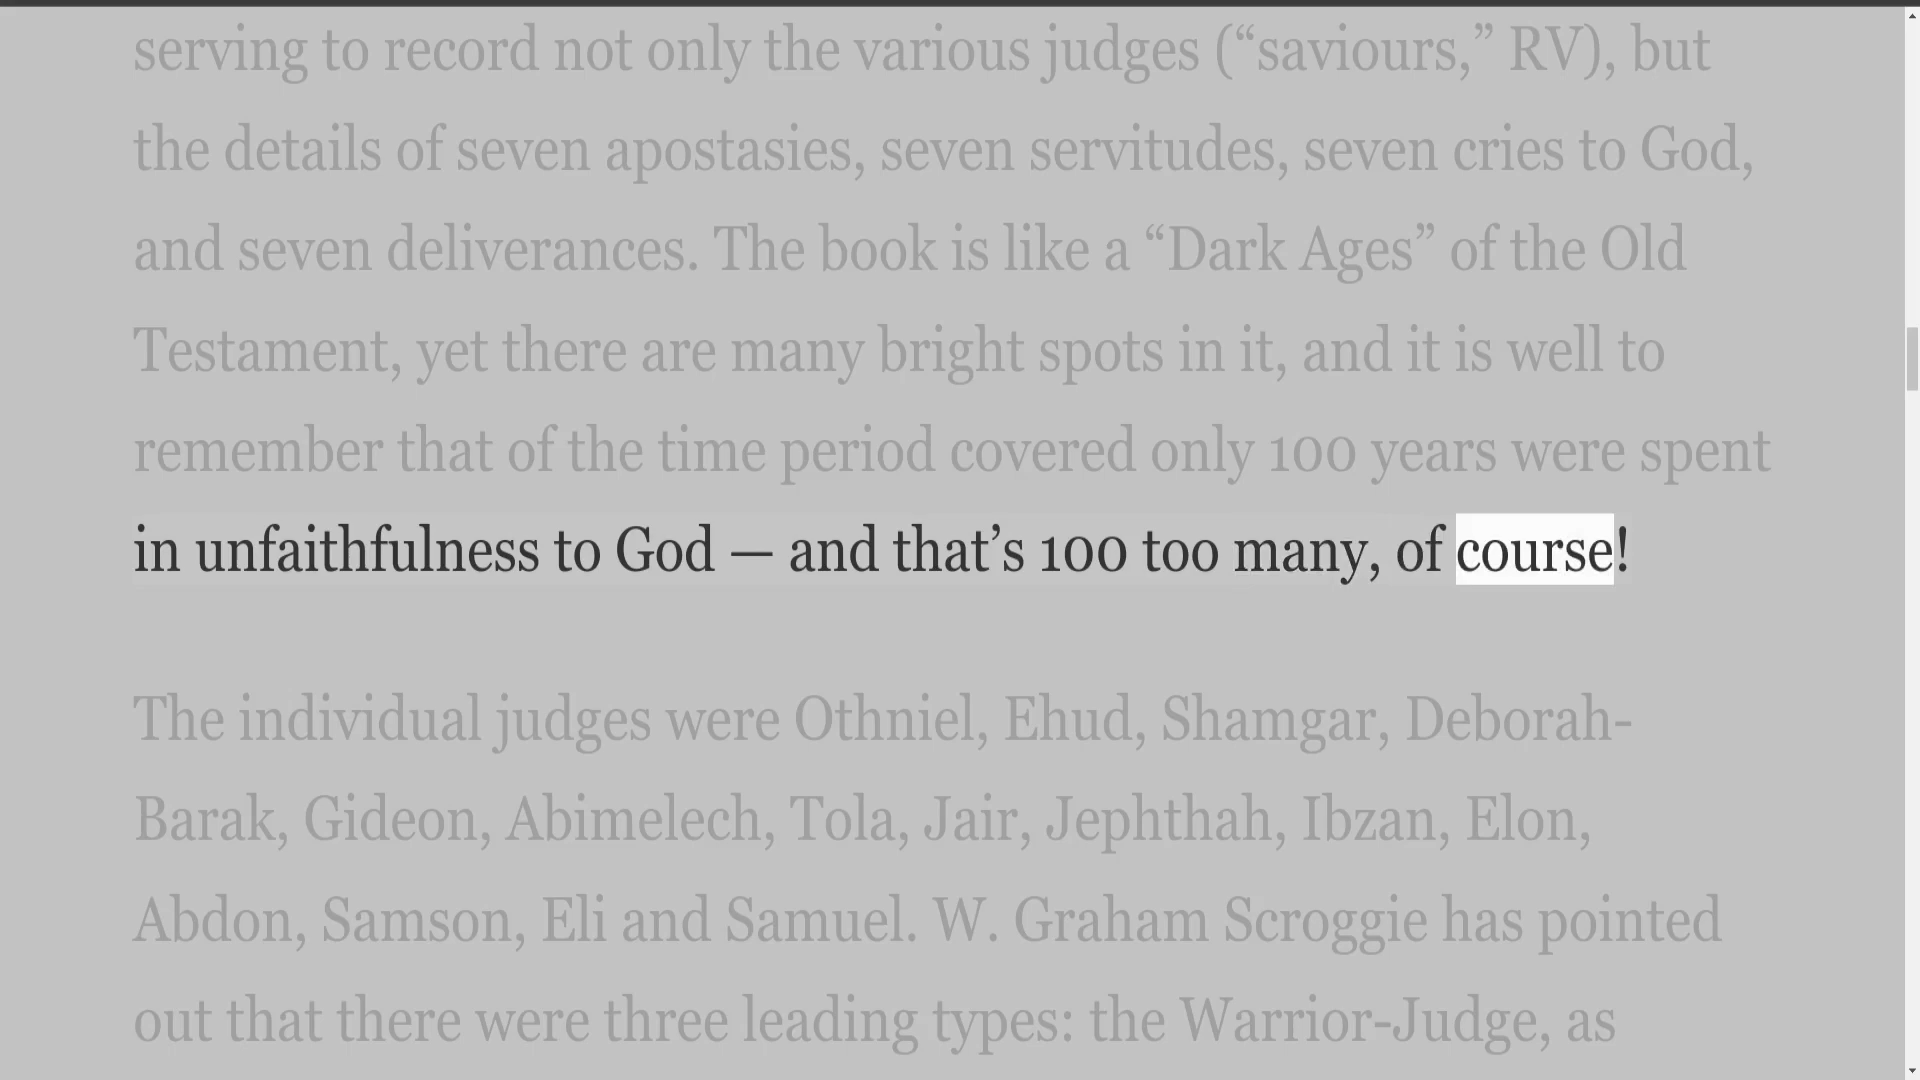 serving to record not only the various judges (“saviours,” RV), but
the details of seven apostasies, seven servitudes, seven cries to God,
and seven deliverances. The book is like a “Dark Ages” of the Old
Testament, yet there are many bright spots in it, and it is well to
remember that of the time period covered only 100 years were spent
in unfaithfulness to God — and that’s 100 too many, of course!
The individual judges were Othniel, Ehud, Shamgar, Deborah-
Barak, Gideon, Abimelech, Tola, Jair, Jephthah, Ibzan, Elon,
Abdon, Samson, Eli and Samuel. W. Graham Scroggie has pointed
out that there were three leading types: the Warrior-Judge, as